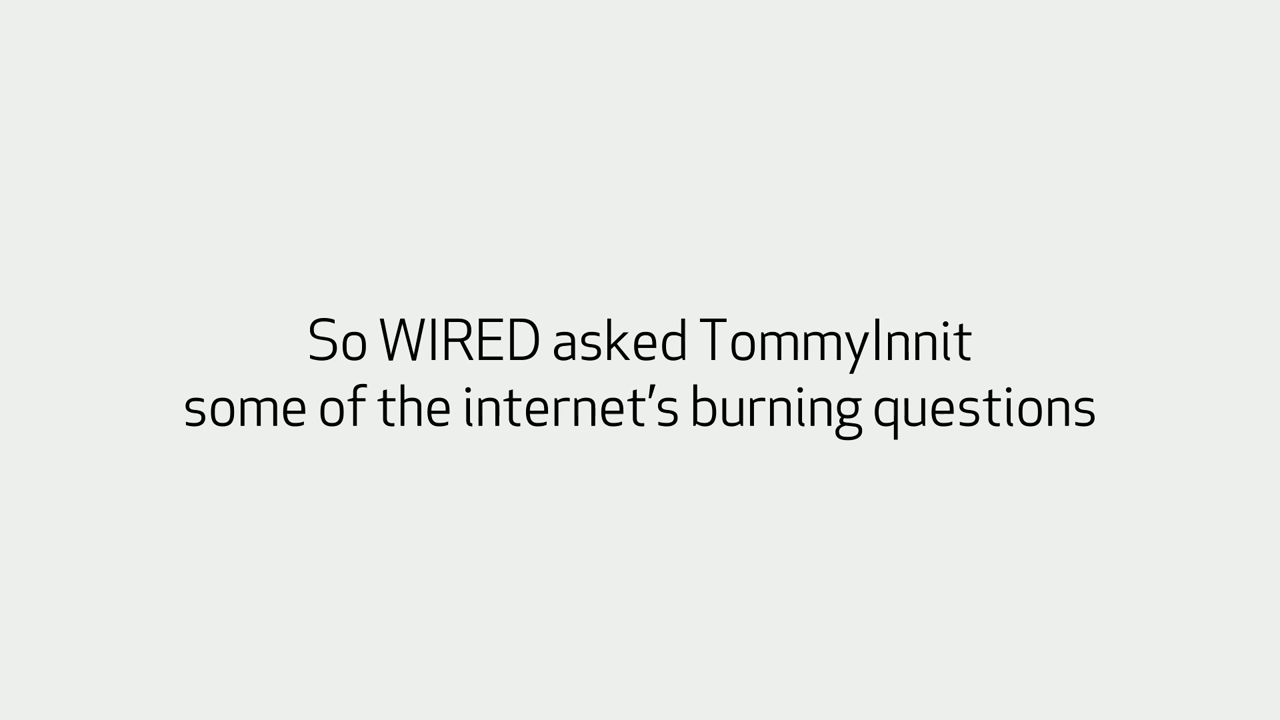 So WIRED asked TommyInnit
some of the internet's burning questions